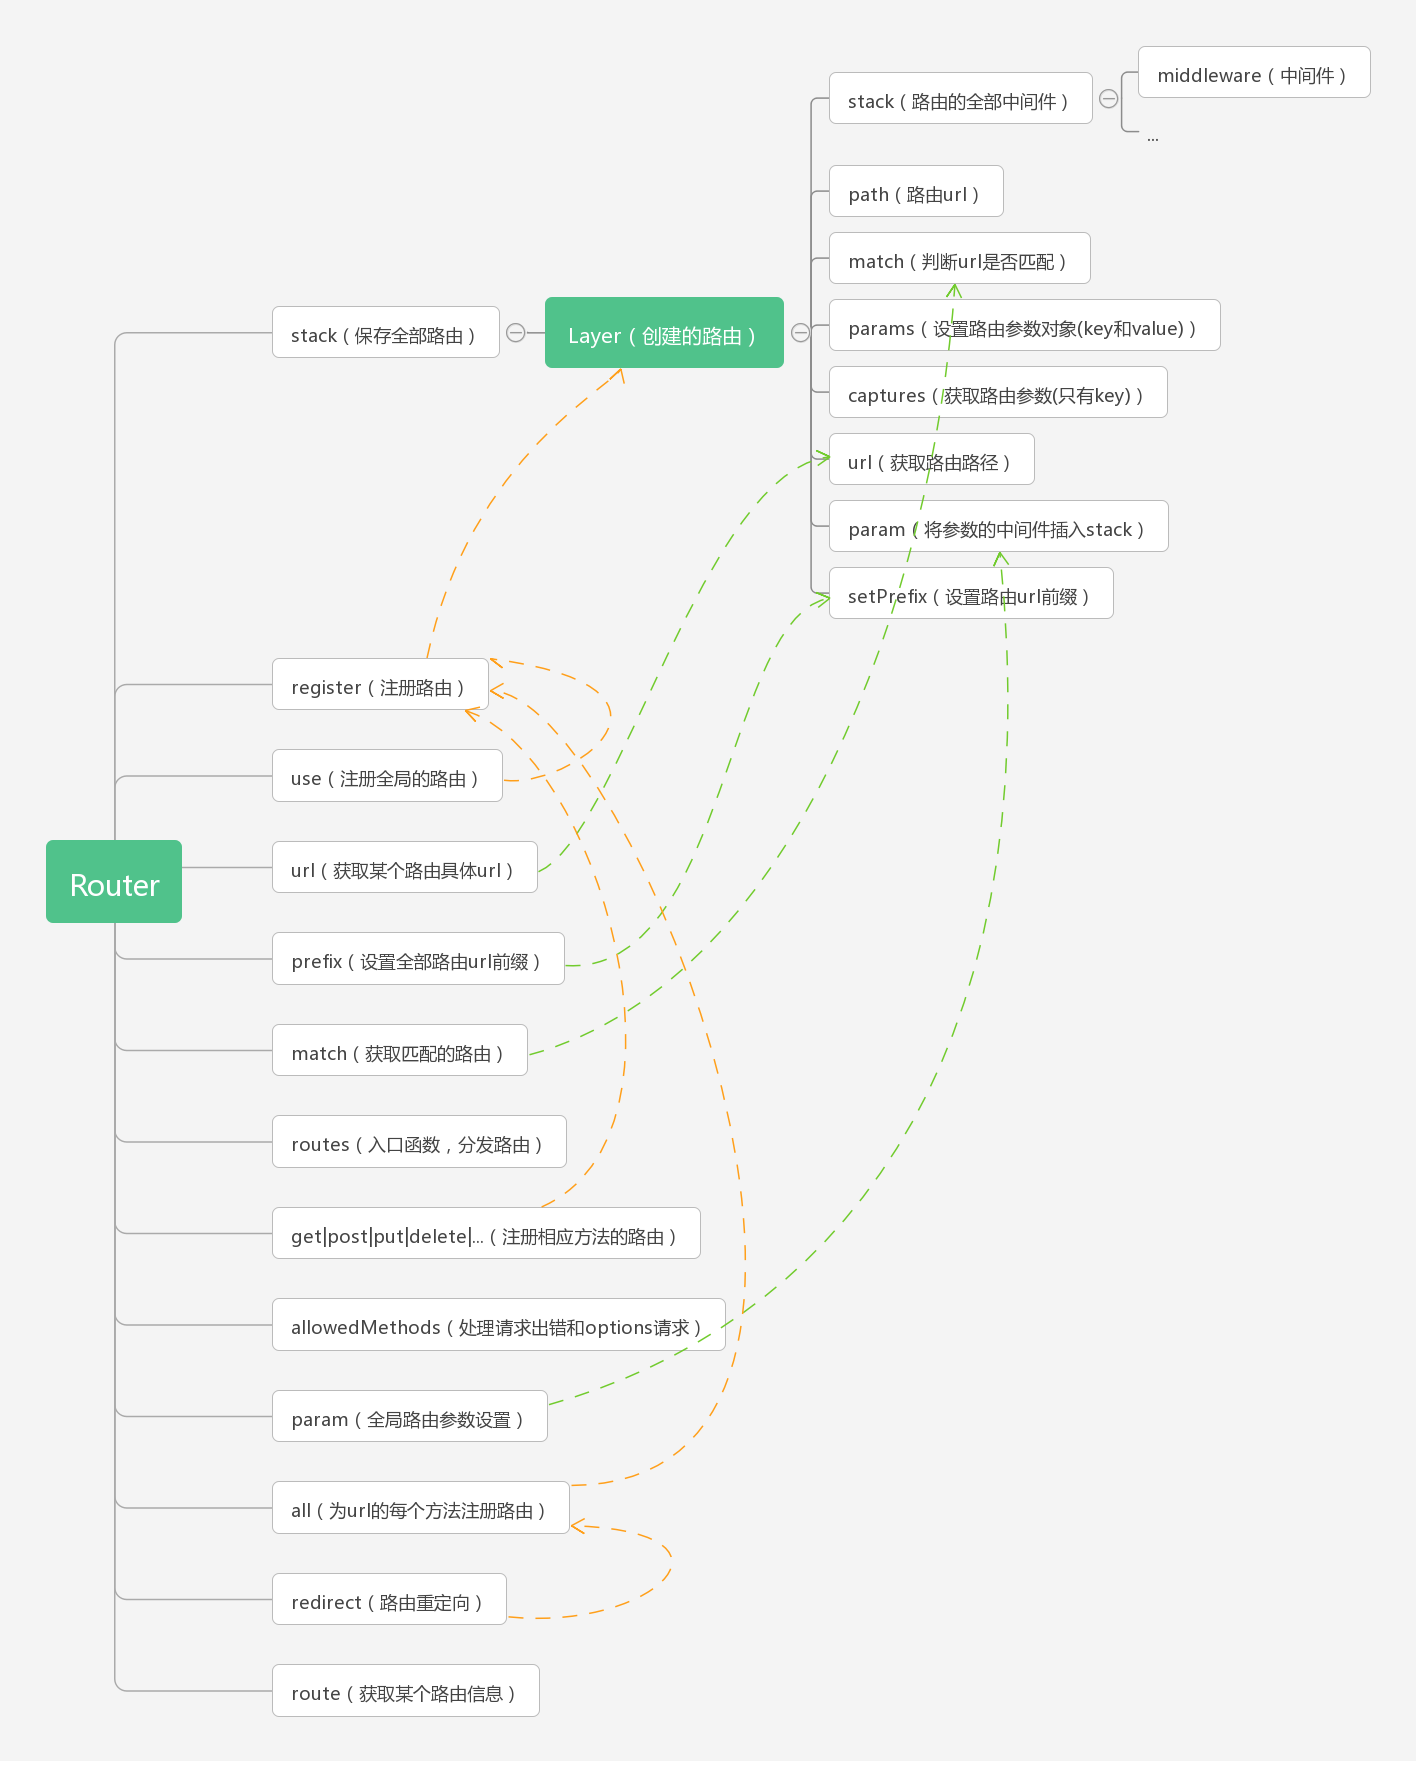 Router
stack（保存全部路由）
Layer（创建的路由）
stack（路由的全部中间件）
middleware（中间件）
...
path（路由url）
match（判断url是否匹配）
params（设置路由参数对象(key和value)）
captures（获取路由参数(只有key)）
url（获取路由路径）
param（将参数的中间件插入stack）
setPrefix（设置路由url前缀）
register（注册路由）
use（注册全局的路由）
url（获取某个路由具体url）
prefix（设置全部路由url前缀）
match（获取匹配的路由）
routes（入口函数，分发路由）
get|post|put|delete|...（注册相应方法的路由）
allowedMethods（处理请求出错和options请求）
param（全局路由参数设置）
all（为url的每个方法注册路由）
redirect（路由重定向）
route（获取某个路由信息）